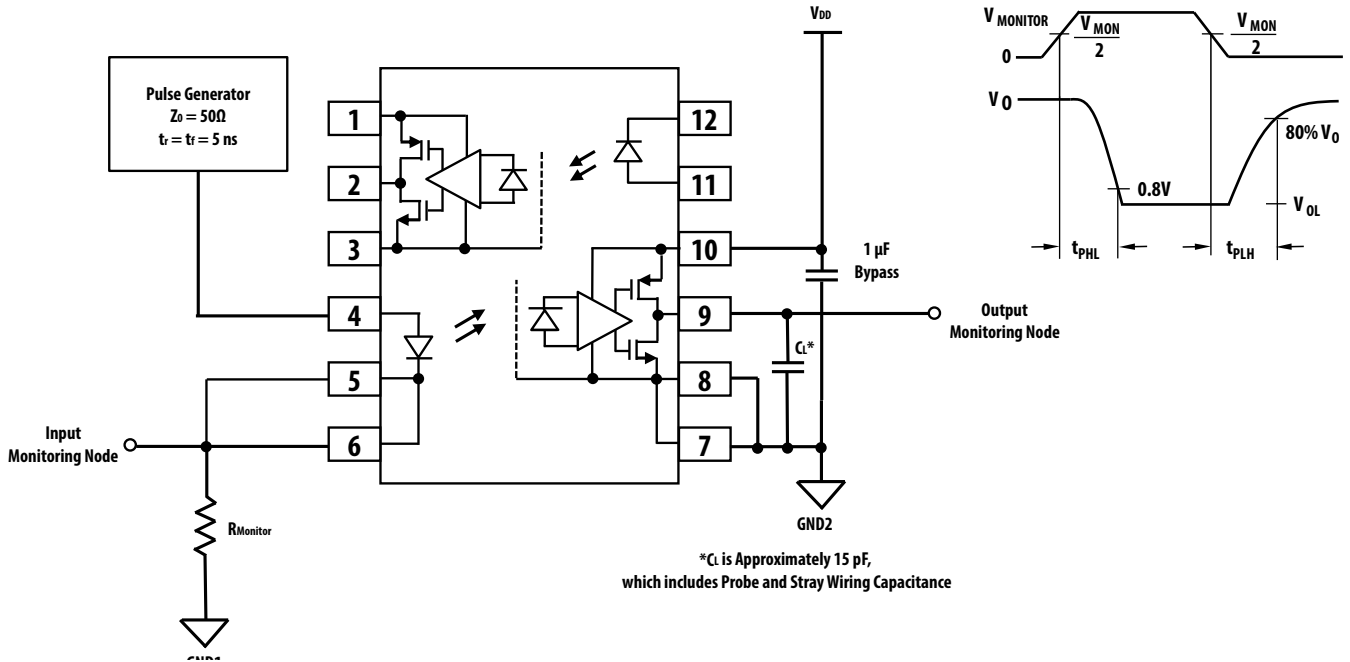 Pulse Generator
Z0 = 50Ω
tr = tf = 5 ns
1
2
3
4
5
6
12
11
10
9
8
7
VDD
1 µF
Bypass
CL*
Output
Monitoring Node
Input
Monitoring Node
RMonitor
GND1
GND2
*CL is Approximately 15 pF,
which includes Probe and Stray Wiring Capacitance
V MONITOR
0
V MON
2
V MON
2
V O
80% VO
0.8V
V OL
tPHL
tPLH